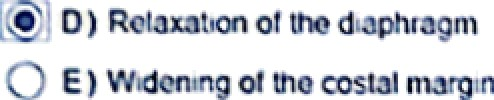 D) Relaxation of the diaphragm
E) Widening of the costal margin